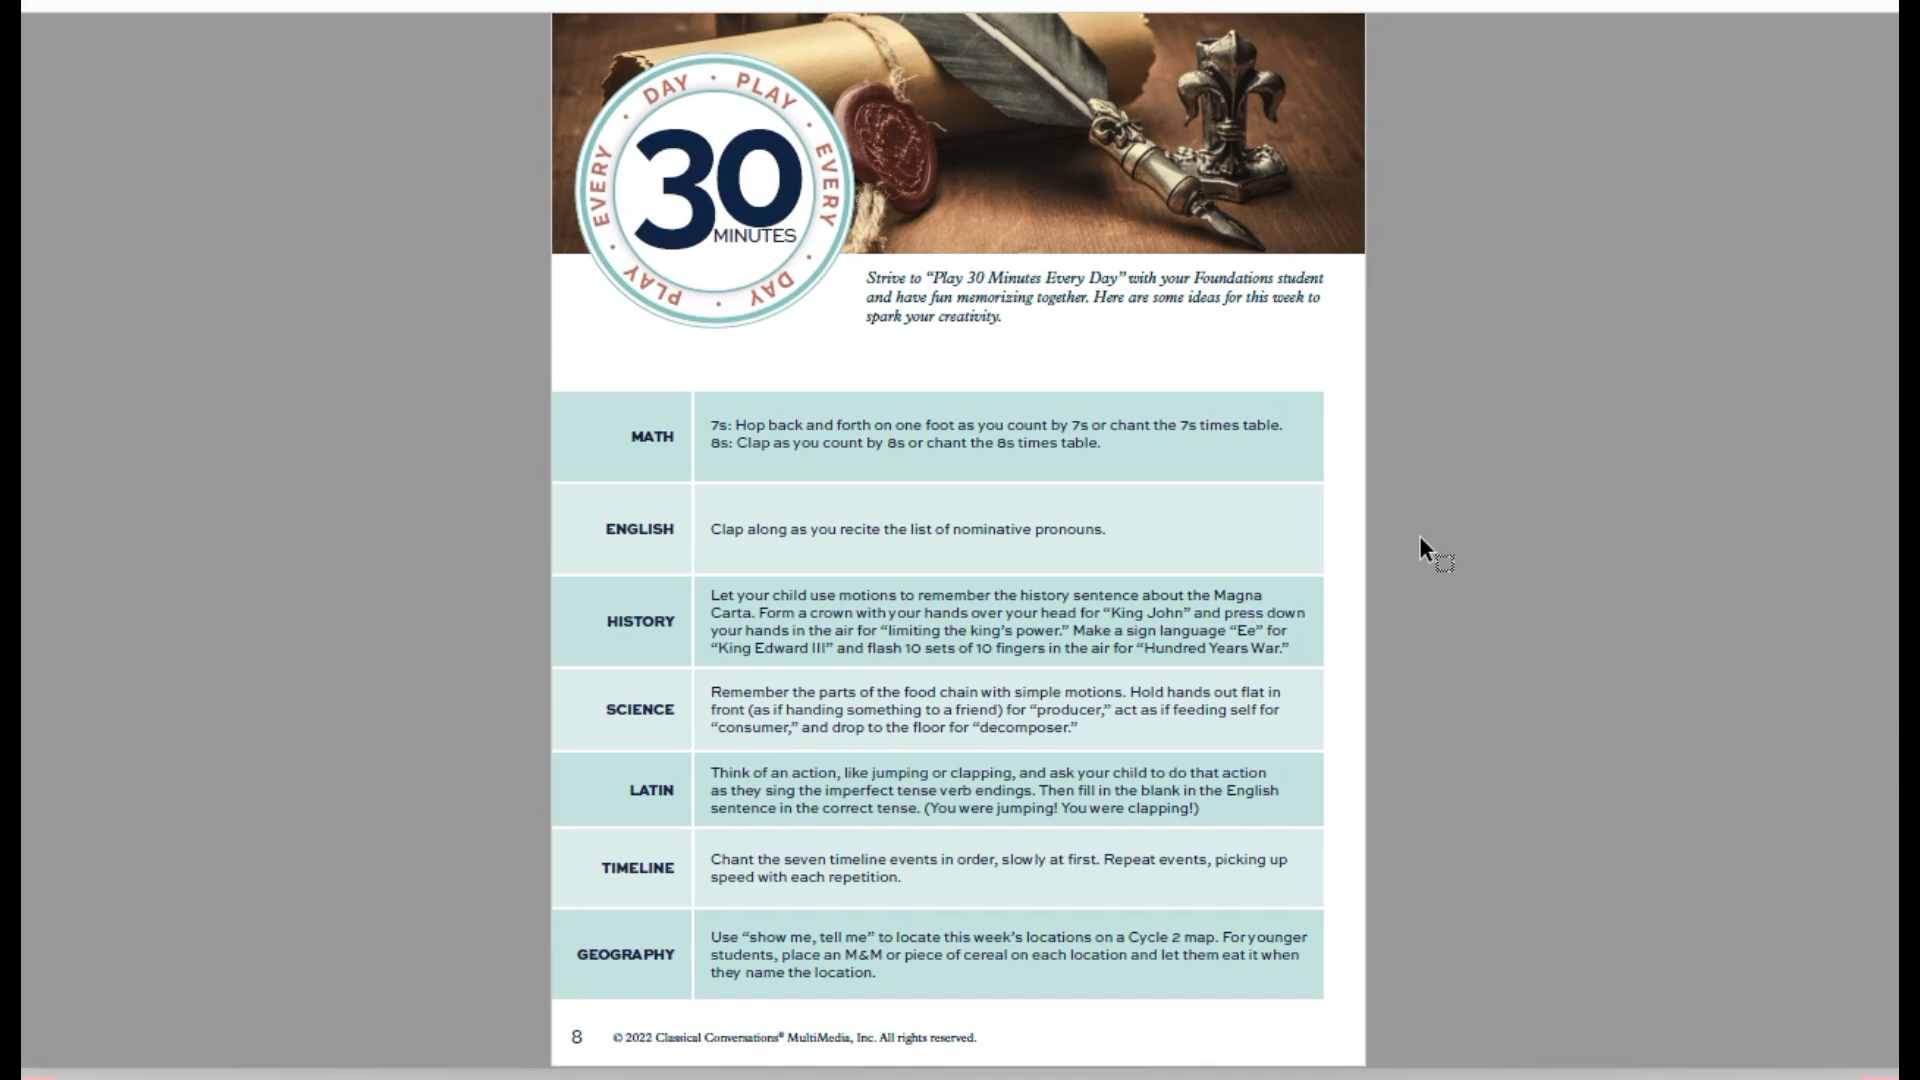 DAY · PLAY · EVERY · DAY · PLAY · EVERY ·
30
MINUTES
Strive to “Play 30 Minutes Every Day” with your Foundations student
and have fun memorizing together. Here are some ideas for this week to
spark your creativity.
MATH
7s: Hop back and forth on one foot as you count by 7s or chant the 7s times table.
8s: Clap as you count by 8s or chant the 8s times table.
ENGLISH
Clap along as you recite the list of nominative pronouns.
HISTORY
Let your child use motions to remember the history sentence about the Magna
Carta. Form a crown with your hands over your head for “King John” and press down
your hands in the air for “limiting the king’s power.” Make a sign language “Ee” for
“King Edward III” and flash 10 sets of 10 fingers in the air for “Hundred Years War.”
SCIENCE
Remember the parts of the food chain with simple motions. Hold hands out flat in
front (as if handing something to a friend) for “producer,” act as if feeding self for
“consumer,” and drop to the floor for “decomposer.”
LATIN
Think of an action, like jumping or clapping, and ask your child to do that action
as they sing the imperfect tense verb endings. Then fill in the blank in the English
sentence in the correct tense. (You were jumping! You were clapping!)
TIMELINE
Chant the seven timeline events in order, slowly at first. Repeat events, picking up
speed with each repetition.
GEOGRAPHY
Use “show me, tell me” to locate this week’s locations on a Cycle 2 map. For younger
students, place an M&M or piece of cereal on each location and let them eat it when
they name the location.
8 © 2022 Classical Conversations® MultiMedia, Inc. All rights reserved.